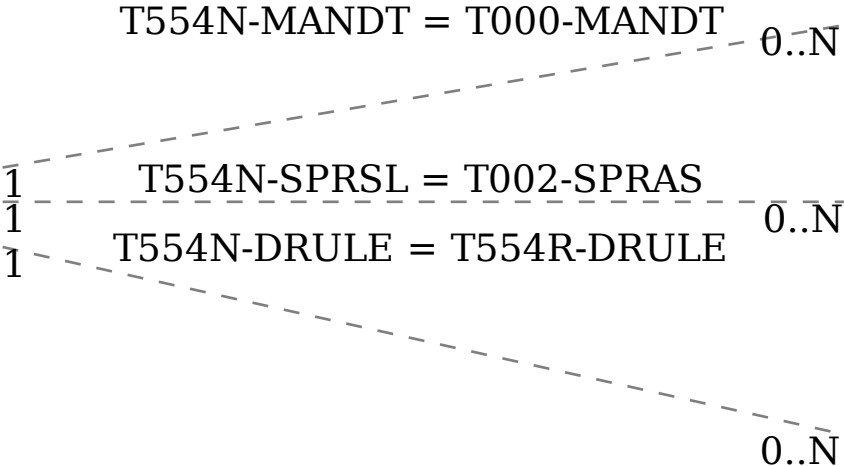 T554N-MANDT = T000-MANDT
0..N
1
T554N-SPRSL = T002-SPRAS
1
0..N
T554N-DRULE = T554R-DRULE
1
0..N